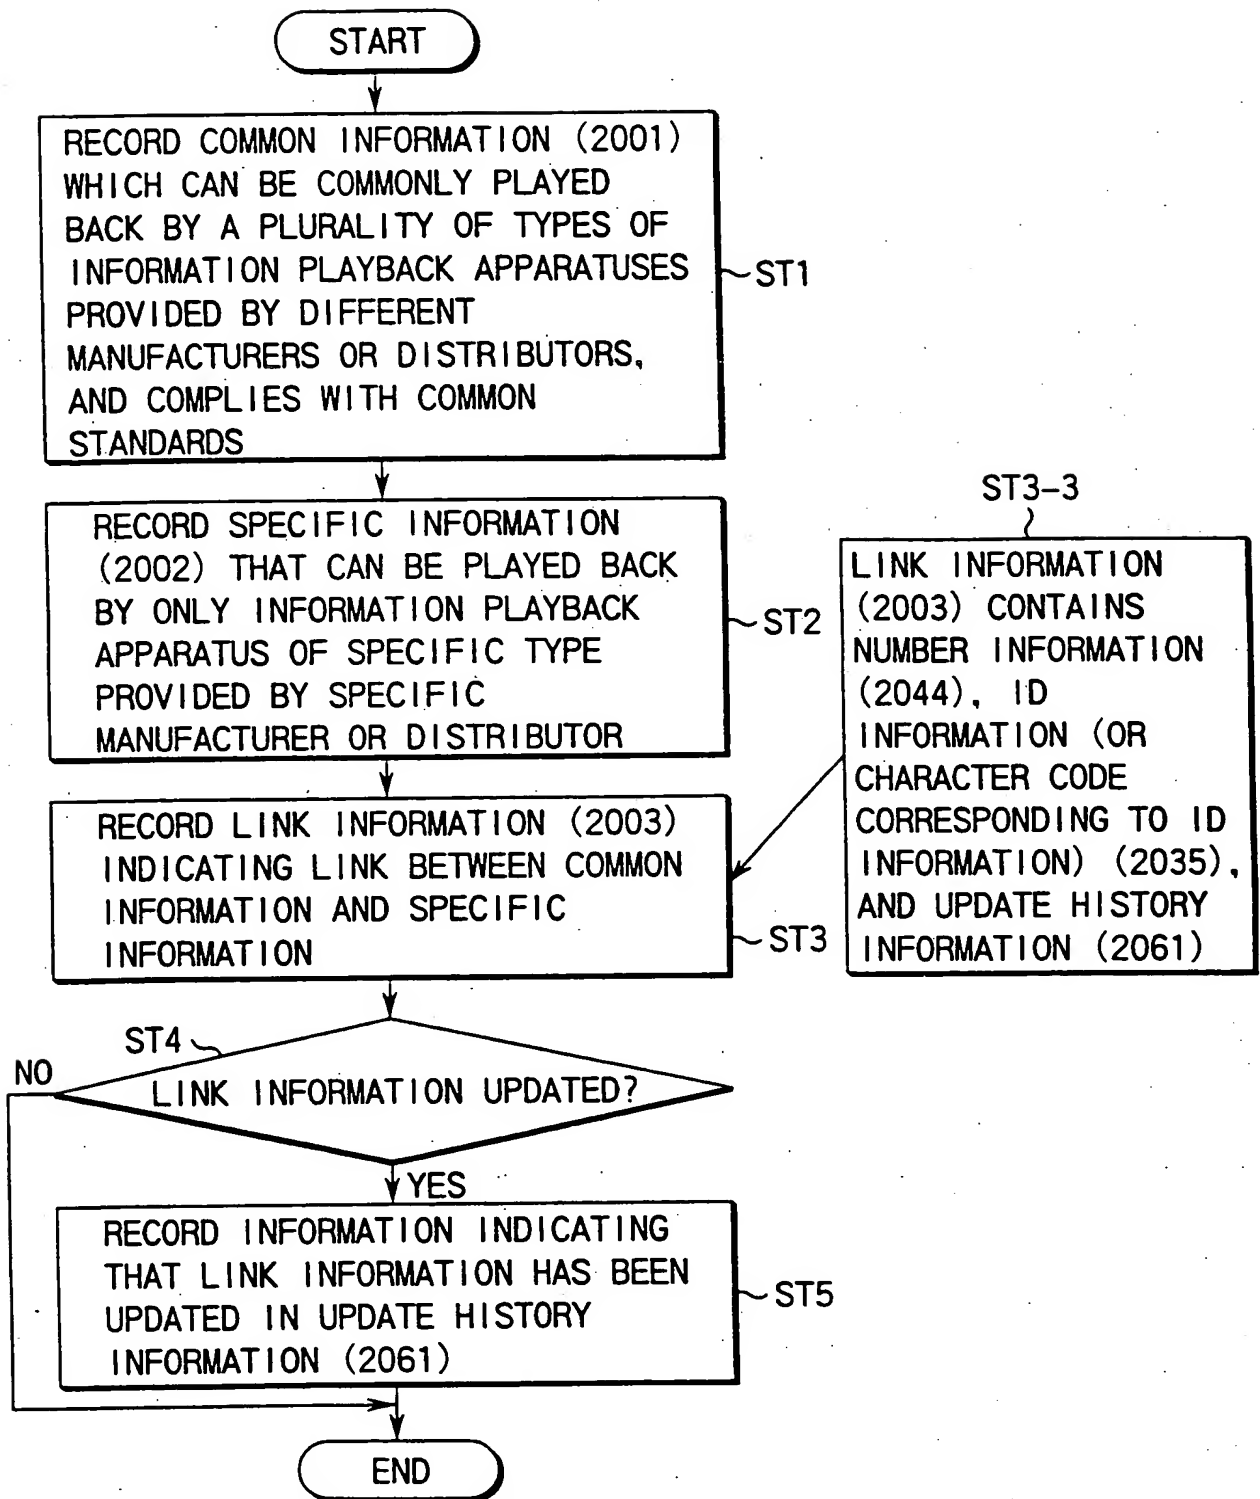 START
RECORD COMMON INFORMATION (2001)
WHICH CAN BE COMMONLY PLAYED
BACK BY A PLURALITY OF TYPES OF
INFORMATION PLAYBACK APPARATUSES
PROVIDED BY DIFFERENT
MANUFACTURERS OR DISTRIBUTORS,
AND COMPLIES WITH COMMON
STANDARDS
ST1
RECORD SPECIFIC INFORMATION
(2002) THAT CAN BE PLAYED BACK
BY ONLY INFORMATION PLAYBACK
APPARATUS OF SPECIFIC TYPE
PROVIDED BY SPECIFIC
MANUFACTURER OR DISTRIBUTOR
ST2
ST3-3
LINK INFORMATION
(2003) CONTAINS
NUMBER INFORMATION
(2044), ID
INFORMATION (OR
CHARACTER CODE
CORRESPONDING TO ID
INFORMATION) (2035),
AND UPDATE HISTORY
INFORMATION (2061)
RECORD LINK INFORMATION (2003)
INDICATING LINK BETWEEN COMMON
INFORMATION AND SPECIFIC
INFORMATION
ST3
ST4
NO
LINK INFORMATION UPDATED?
YES
RECORD INFORMATION INDICATING
THAT LINK INFORMATION HAS BEEN
UPDATED IN UPDATE HISTORY
INFORMATION (2061)
ST5
END